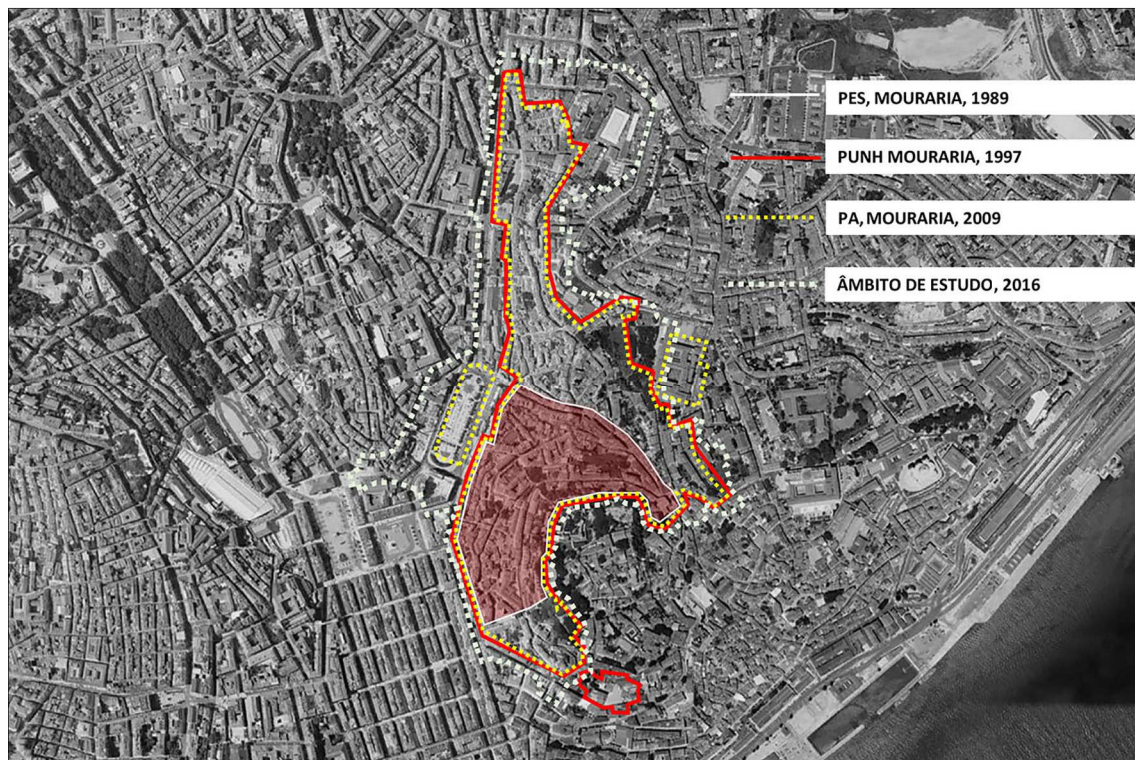 PES, MOURARIA, 1989
PUNH MOURARIA, 1997
PA, MOURARIA, 2009
ÂMBITO DE ESTUDO, 2016